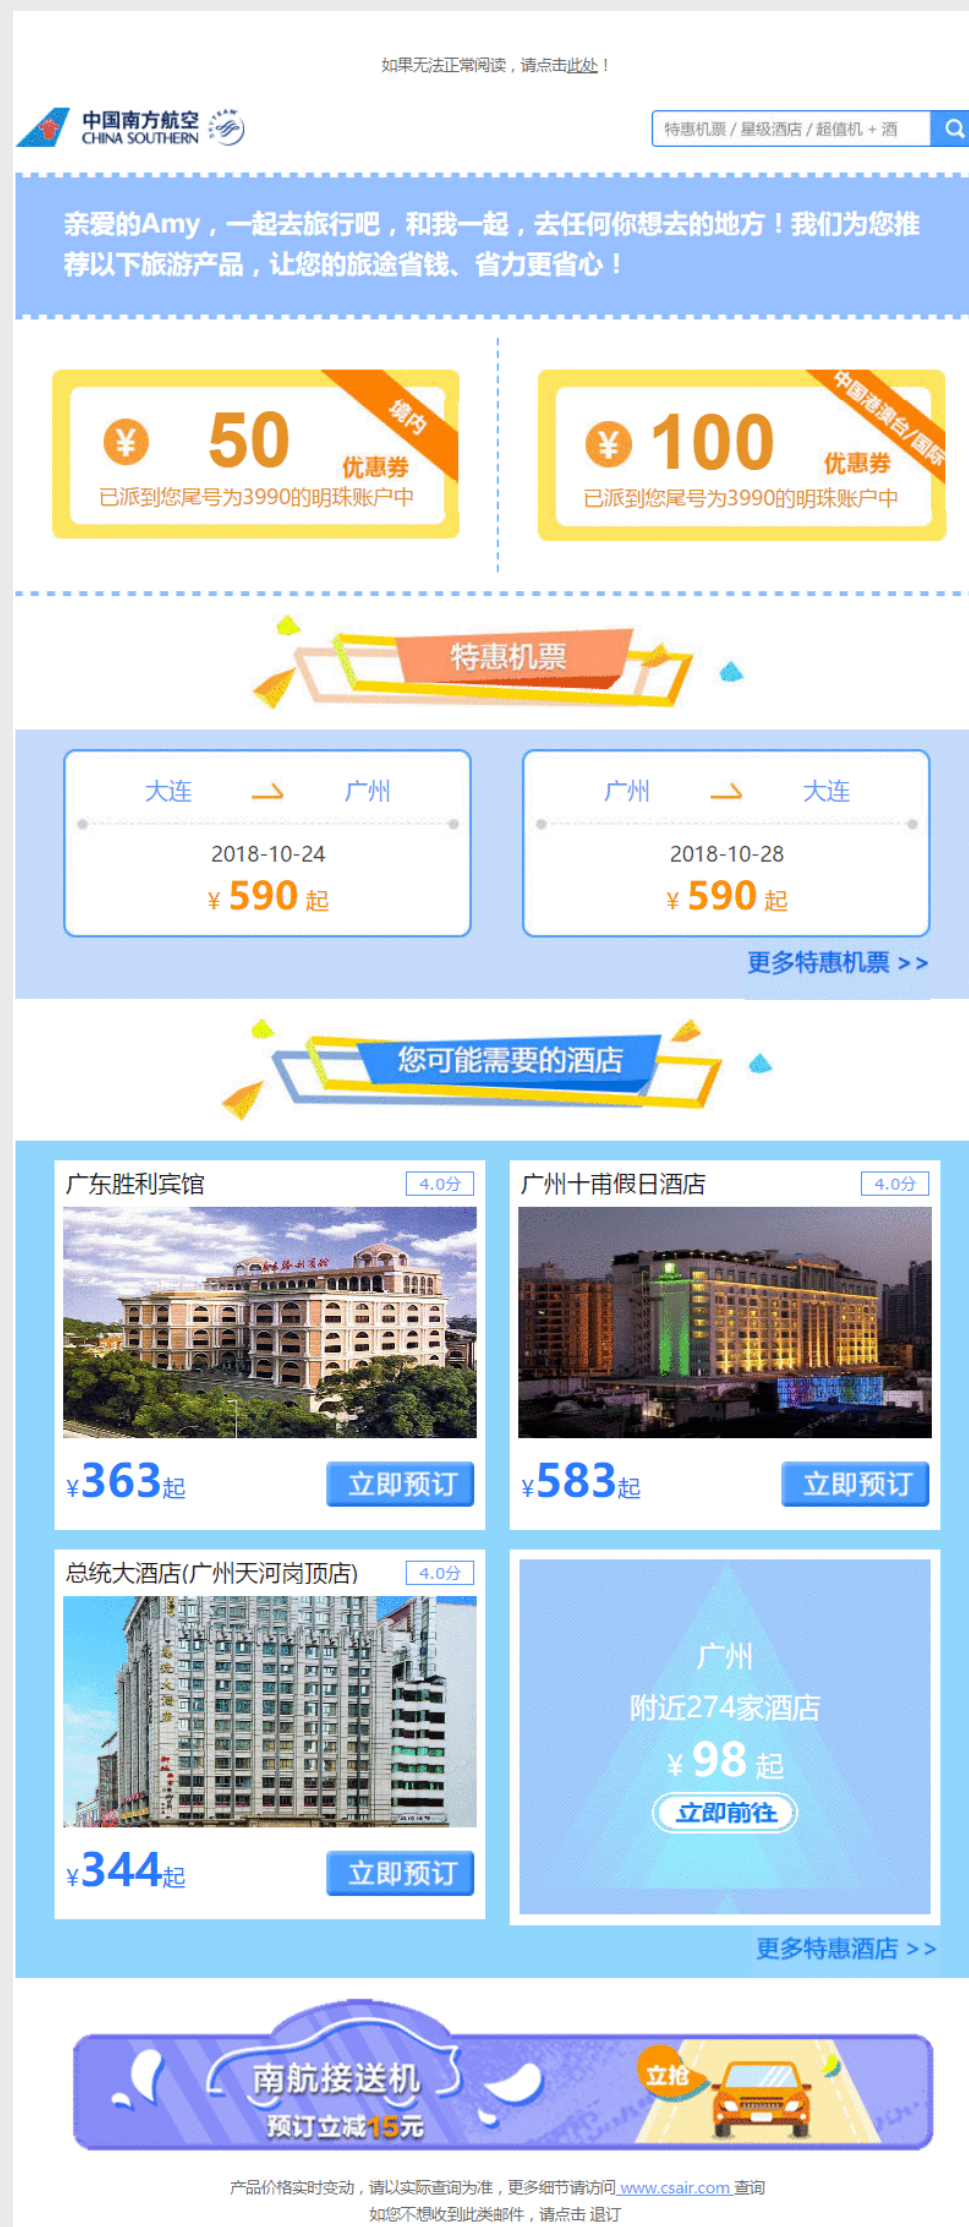 如果无法正常阅读，请点击此处！
中国南方航空
CHINA SOUTHERN
特惠机票 / 星级酒店 / 超值机 + 酒
亲爱的Amy，一起去旅行吧，和我一起，去任何你想去的地方！我们为您推
荐以下旅游产品，让您的旅途省钱、省力更省心！
境内
¥ 50
优惠券
已派到您尾号为3990的明珠账户中
中国港澳台/国际
¥ 100
优惠券
已派到您尾号为3990的明珠账户中
特惠机票
大连 广州
2018-10-24
¥ 590 起
广州 大连
2018-10-28
¥ 590 起
更多特惠机票 >>
您可能需要的酒店
广东胜利宾馆 4.0分
¥363起 立即预订
广州十甫假日酒店 4.0分
¥583起 立即预订
总统大酒店(广州天河岗顶店) 4.0分
总统大酒店
¥344起 立即预订
广州
附近274家酒店
¥ 98 起
立即前往
更多特惠酒店 >>
南航接送机
预订立减15元
立抢
产品价格实时变动，请以实际查询为准，更多细节请访问 www.csair.com 查询
如您不想收到此类邮件，请点击 退订